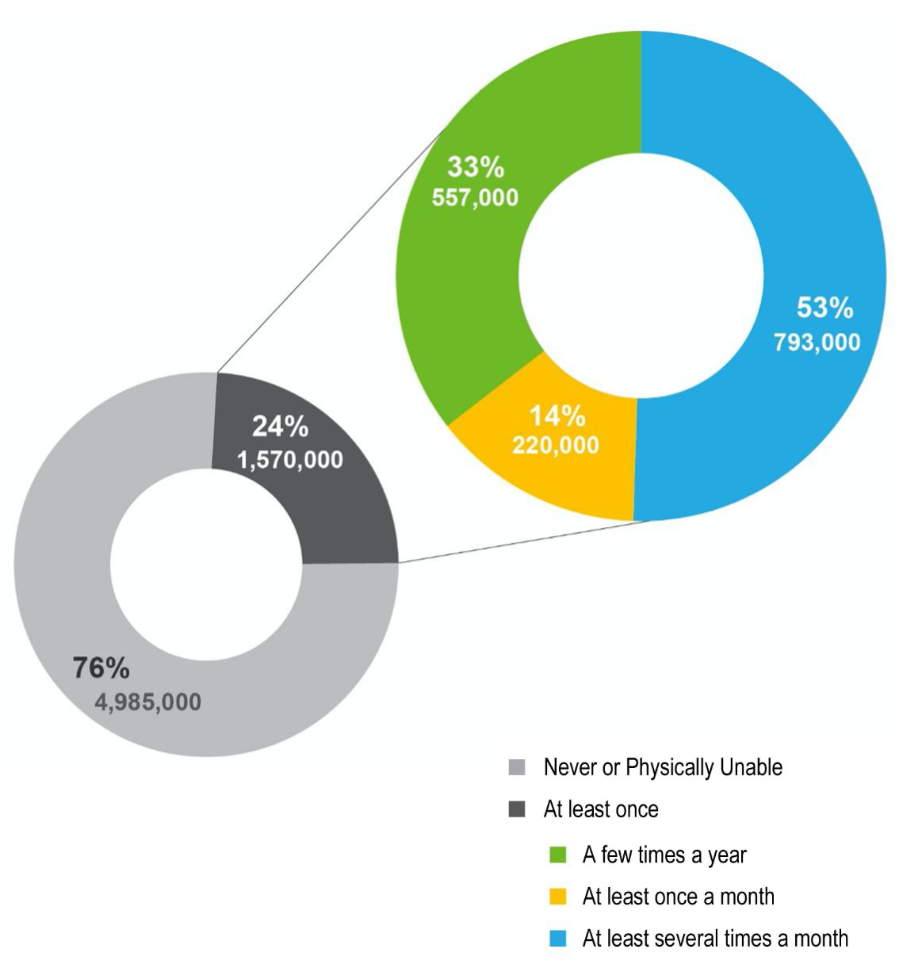 33%
557,000
53%
793,000
14%
220,000
24%
1,570,000
76%
4,985,000
Never or Physically Unable
At least once
A few times a year
At least once a month
At least several times a month